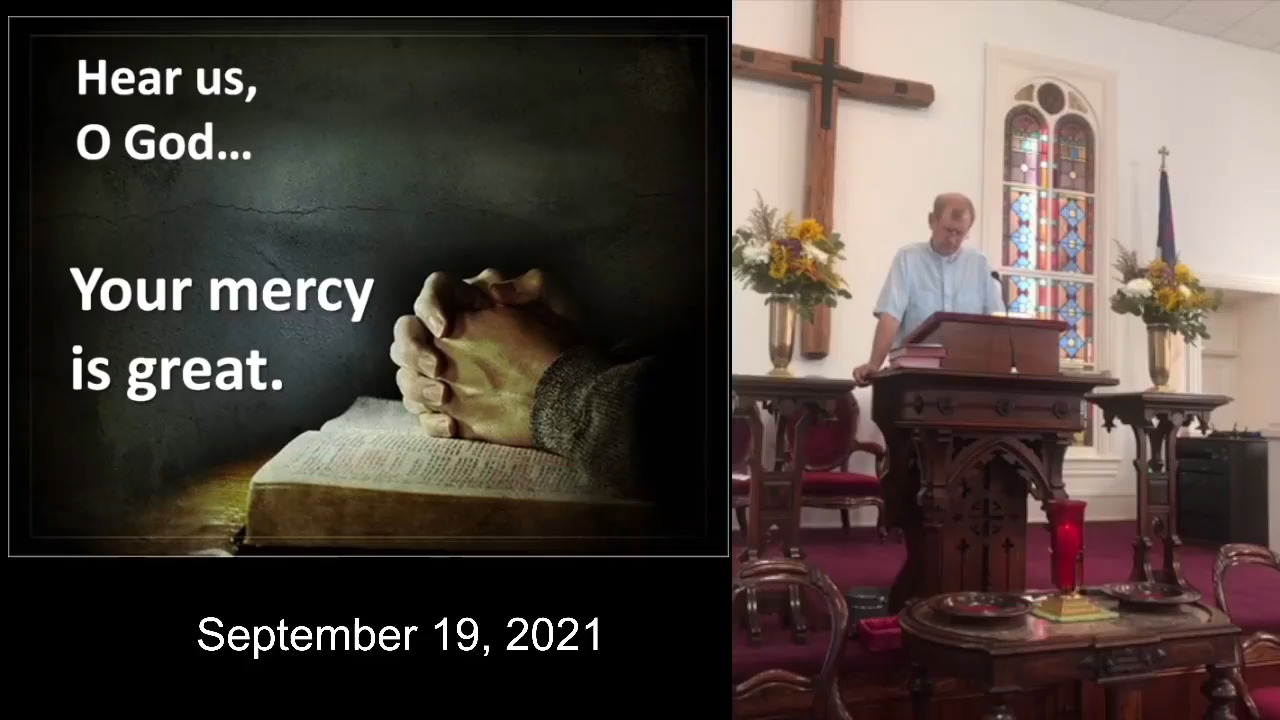 Hear us,
O God...
Your mercy
is great.
September 19, 2021